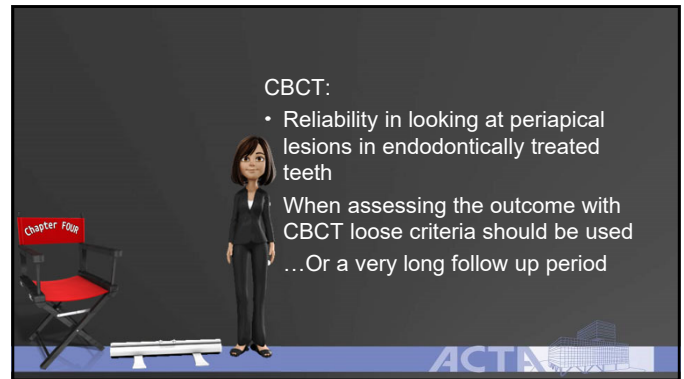 CBCT:
• Reliability in looking at periapical
lesions in endodontically treated
teeth
When assessing the outcome with
CBCT loose criteria should be used
…Or a very long follow up period
Chapter FOUR
ACTA